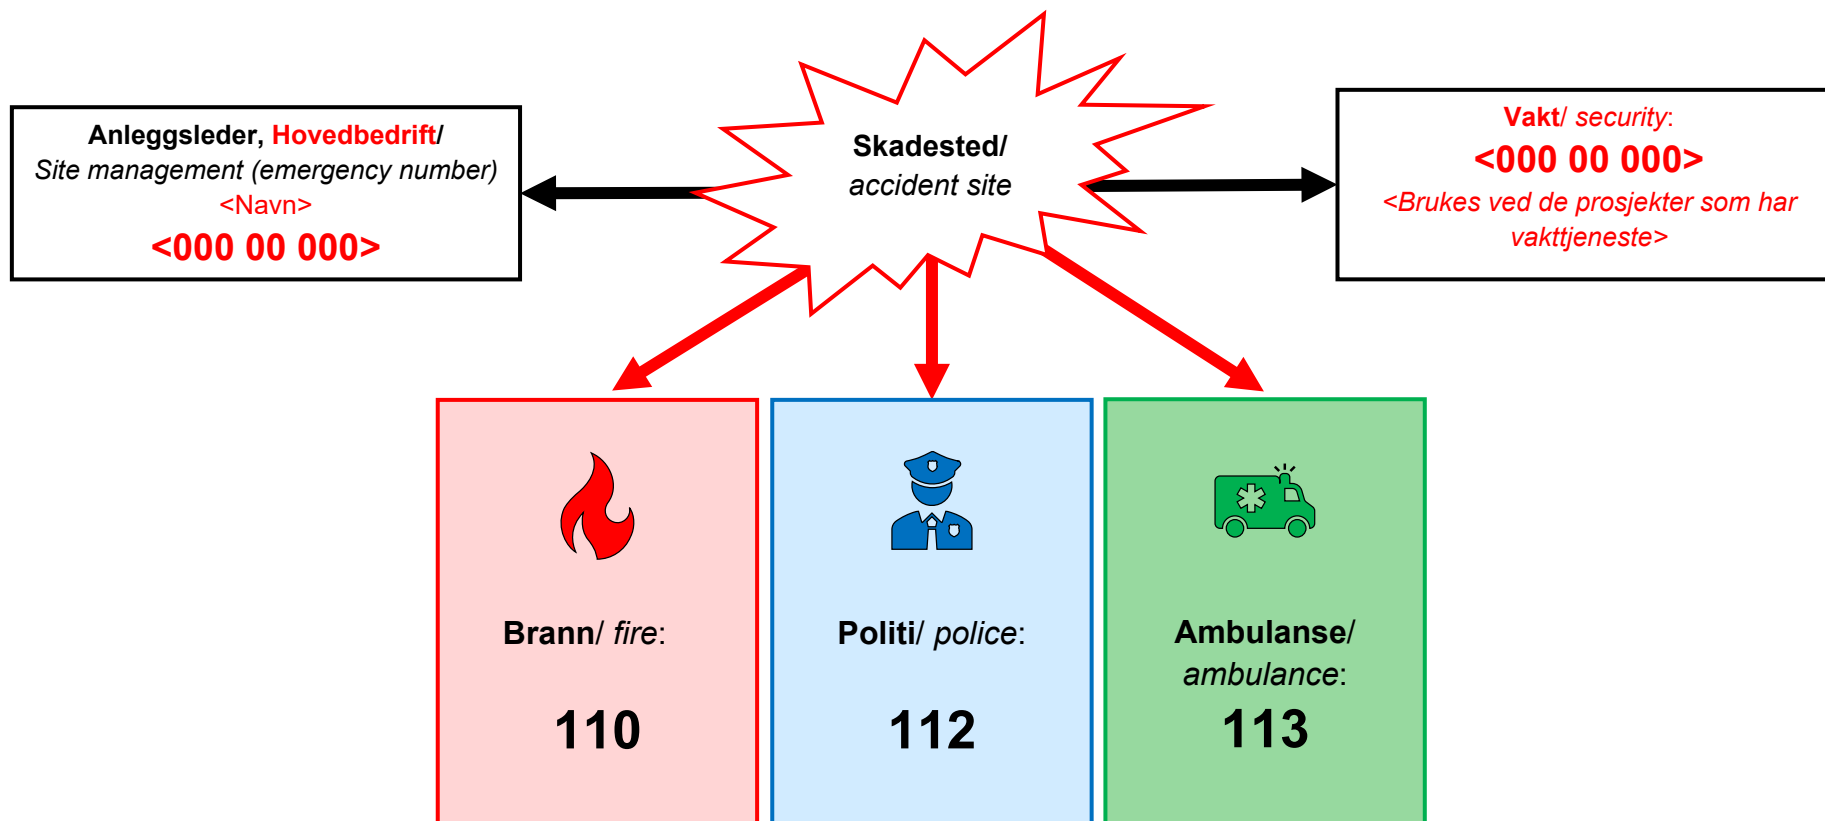 Anleggsleder, Hovedbedrift/
Site management (emergency number)
<Navn>
<000 00 000>
Skadested/
accident site
Vakt/ security:
<000 00 000>
<Brukes ved de prosjekter som har
vakttjeneste>
Brann/ fire:
110
Politi/ police:
112
Ambulanse/
ambulance:
113